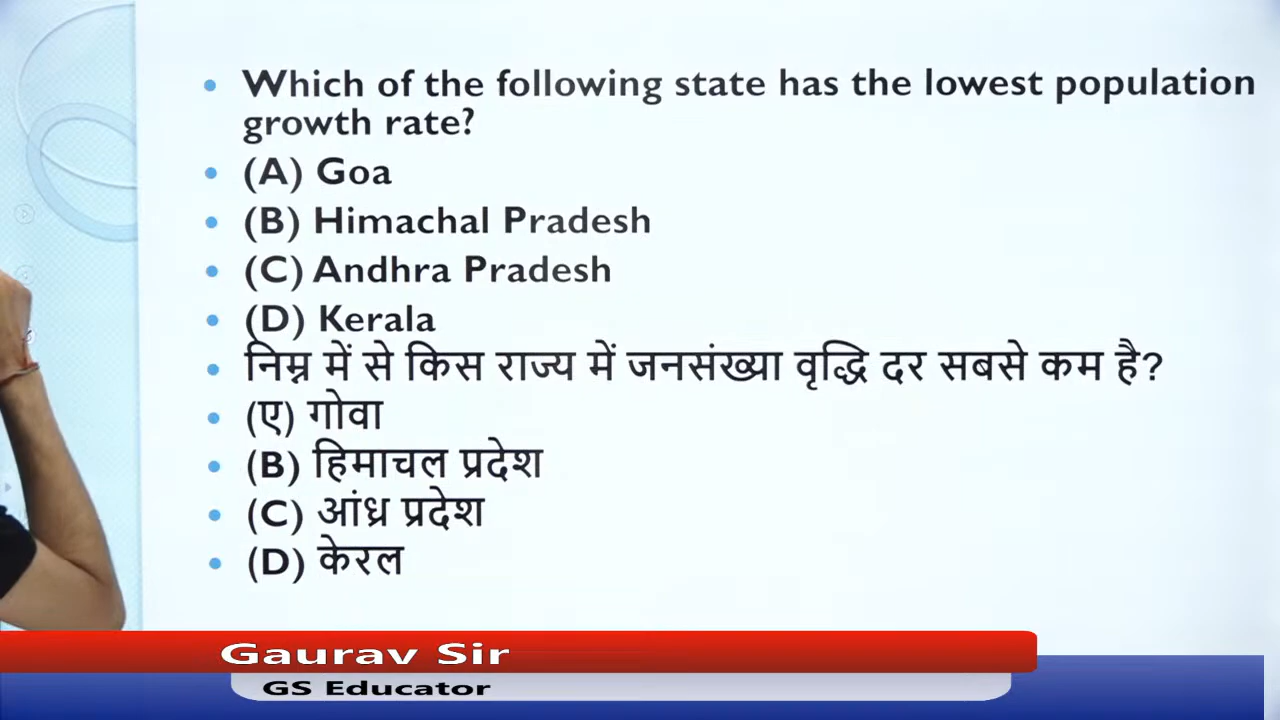 Which of the following state has the lowest population
growth rate?
(A) Goa
(B) Himachal Pradesh
(C) Andhra Pradesh
(D) Kerala
निम्न में से किस राज्य में जनसंख्या वृद्धि दर सबसे कम है?
(ए) गोवा
(B) हिमाचल प्रदेश
(C) आंध्र प्रदेश
(D) केरल
Gaurav Sir
GS Educator